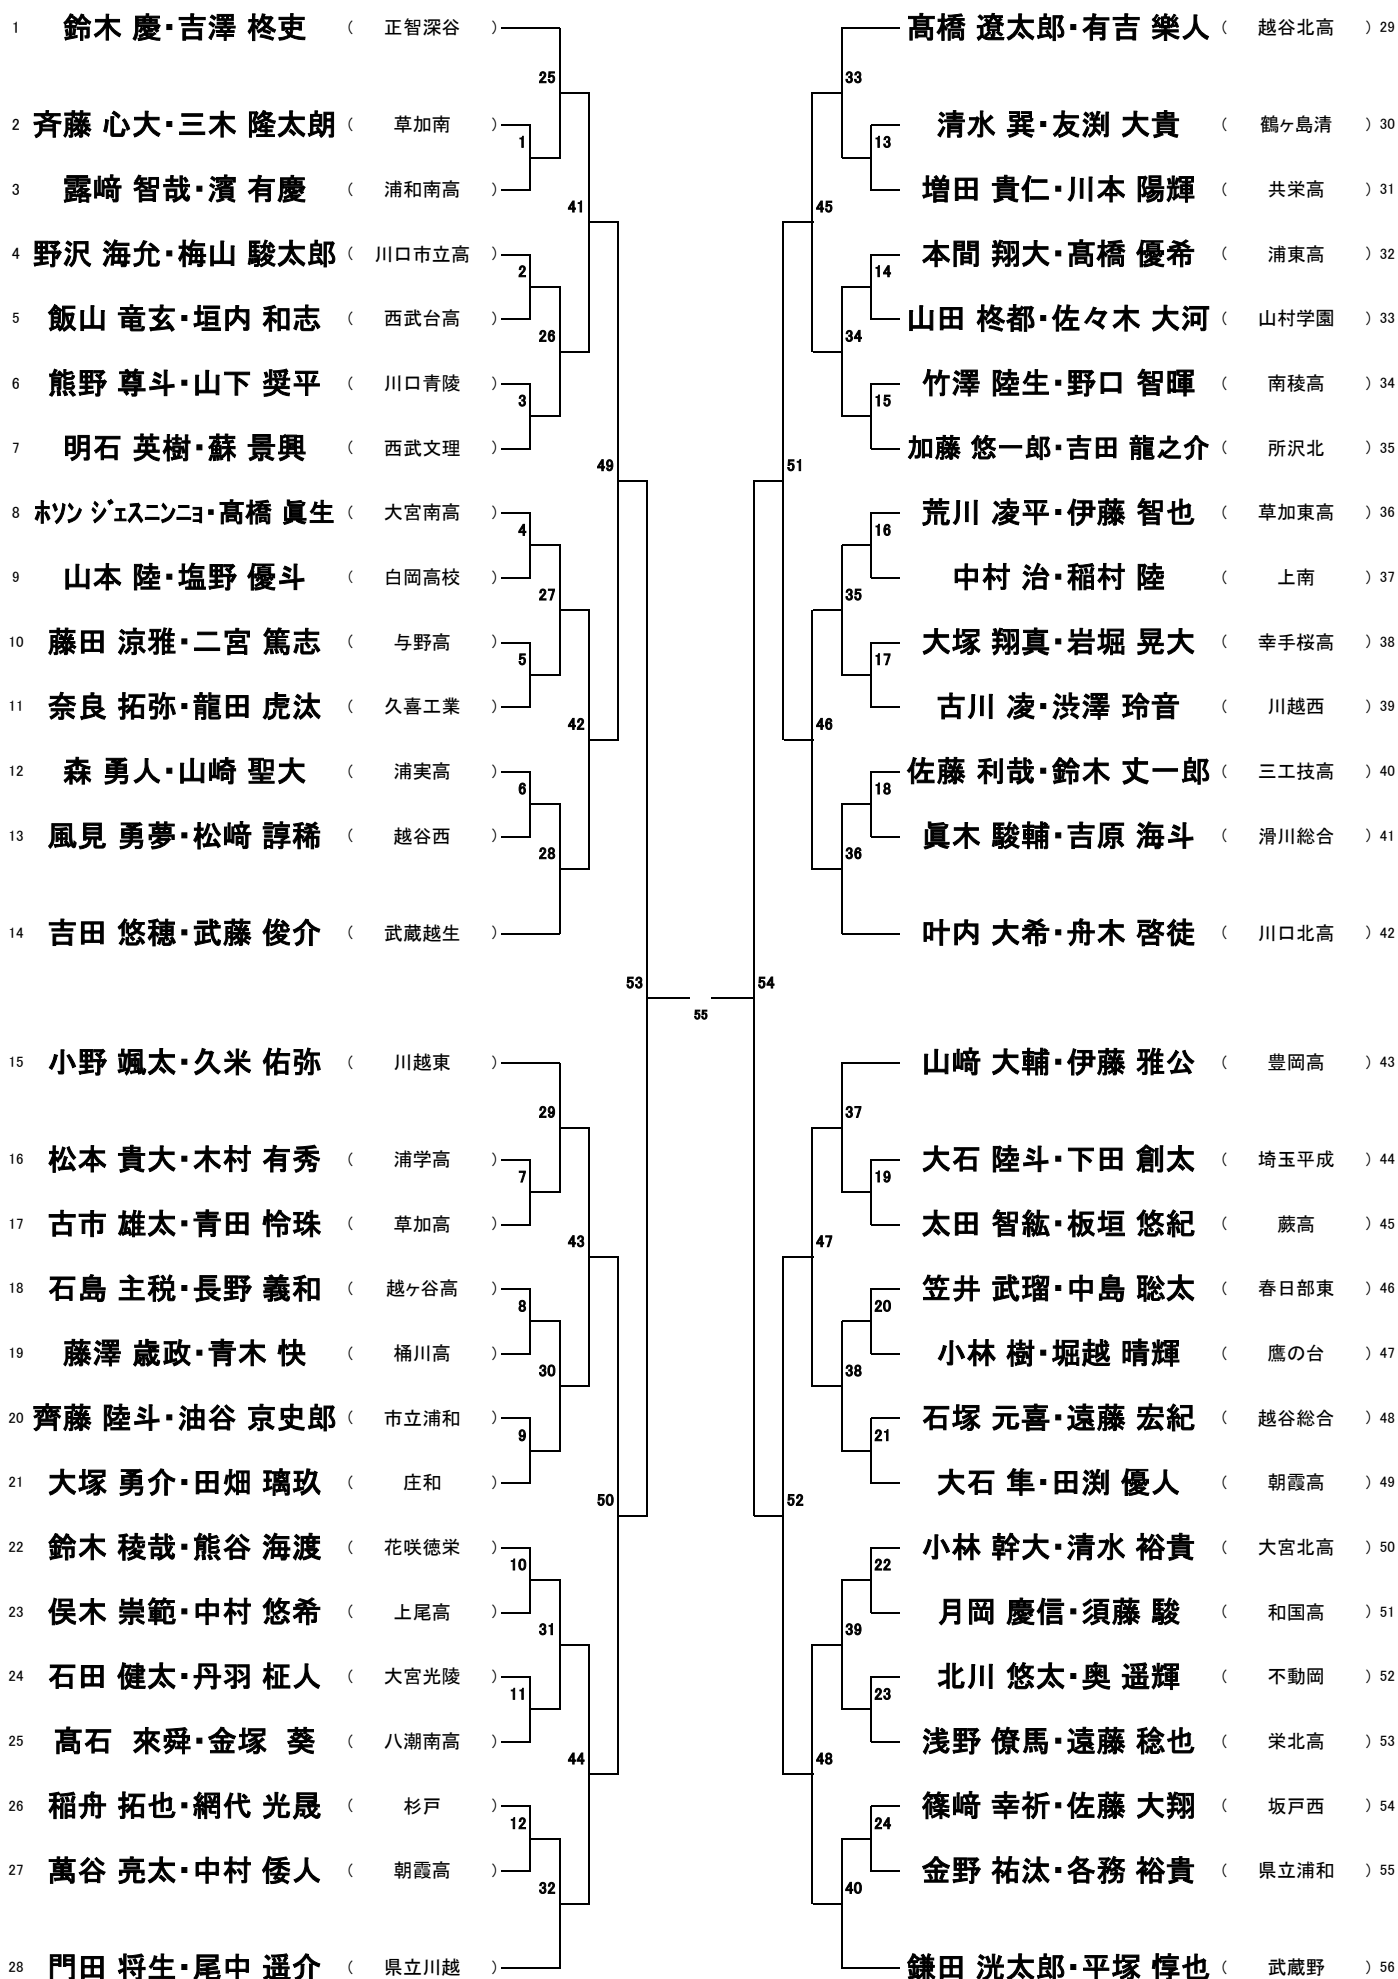 1 鈴木 慶・吉澤 柊吏 ( 正智深谷 )
25
2 斉藤 心大・三木 隆太朗 ( 草加南 )
1
3 露﨑 智哉・濱 有慶 ( 浦和南高 )
41
4 野沢 海允・梅山 駿太郎 ( 川口市立高 )
2
5 飯山 竜玄・垣内 和志 ( 西武台高 )
26
6 熊野 尊斗・山下 奨平 ( 川口青陵 )
3
7 明石 英樹・蘇 景興 ( 西武文理 )
49
8 ホソン ジェスニンニョ・髙橋 眞生 ( 大宮南高 )
4
9 山本 陸・塩野 優斗 ( 白岡高校 )
27
10 藤田 涼雅・二宮 篤志 ( 与野高 )
5
11 奈良 拓弥・龍田 虎汰 ( 久喜工業 )
42
12 森 勇人・山崎 聖大 ( 浦実高 )
6
13 風見 勇夢・松﨑 諄稀 ( 越谷西 )
28
14 吉田 悠穂・武藤 俊介 ( 武蔵越生 )
53
55
15 小野 颯太・久米 佑弥 ( 川越東 )
29
16 松本 貴大・木村 有秀 ( 浦学高 )
7
17 古市 雄太・青田 怜珠 ( 草加高 )
43
18 石島 主税・長野 義和 ( 越ヶ谷高 )
8
19 藤澤 歳政・青木 快 ( 桶川高 )
30
20 齊藤 陸斗・油谷 京史郎 ( 市立浦和 )
9
21 大塚 勇介・田畑 璃玖 ( 庄和 )
50
22 鈴木 稜哉・熊谷 海渡 ( 花咲徳栄 )
10
23 俣木 崇範・中村 悠希 ( 上尾高 )
31
24 石田 健太・丹羽 柾人 ( 大宮光陵 )
11
25 髙石 來舜・金塚 葵 ( 八潮南高 )
44
26 稲舟 拓也・網代 光晟 ( 杉戸 )
12
27 萬谷 亮太・中村 倭人 ( 朝霞高 )
32
28 門田 将生・尾中 遥介 ( 県立川越 )
髙橋 遼太郎・有吉 樂人 ( 越谷北高 ) 29
33
清水 巽・友渕 大貴 ( 鶴ヶ島清 ) 30
13
増田 貴仁・川本 陽輝 ( 共栄高 ) 31
45
本間 翔大・髙橋 優希 ( 浦東高 ) 32
14
山田 柊都・佐々木 大河 ( 山村学園 ) 33
34
竹澤 陸生・野口 智暉 ( 南稜高 ) 34
15
加藤 悠一郎・吉田 龍之介 ( 所沢北 ) 35
51
荒川 凌平・伊藤 智也 ( 草加東高 ) 36
16
中村 治・稲村 陸 ( 上南 ) 37
35
大塚 翔真・岩堀 晃大 ( 幸手桜高 ) 38
17
古川 凌・渋澤 玲音 ( 川越西 ) 39
46
佐藤 利哉・鈴木 丈一郎 ( 三工技高 ) 40
18
眞木 駿輔・吉原 海斗 ( 滑川総合 ) 41
36
叶内 大希・舟木 啓徒 ( 川口北高 ) 42
54
山﨑 大輔・伊藤 雅公 ( 豊岡高 ) 43
37
大石 陸斗・下田 創太 ( 埼玉平成 ) 44
19
太田 智紘・板垣 悠紀 ( 蕨高 ) 45
47
笠井 武瑠・中島 聡太 ( 春日部東 ) 46
20
小林 樹・堀越 晴輝 ( 鷹の台 ) 47
38
石塚 元喜・遠藤 宏紀 ( 越谷総合 ) 48
21
大石 隼・田渕 優人 ( 朝霞高 ) 49
52
小林 幹大・清水 裕貴 ( 大宮北高 ) 50
22
月岡 慶信・須藤 駿 ( 和国高 ) 51
39
北川 悠太・奥 遥輝 ( 不動岡 ) 52
23
浅野 僚馬・遠藤 稔也 ( 栄北高 ) 53
48
篠﨑 幸祈・佐藤 大翔 ( 坂戸西 ) 54
24
金野 祐汰・各務 裕貴 ( 県立浦和 ) 55
40
鎌田 洸太郎・平塚 惇也 ( 武蔵野 ) 56